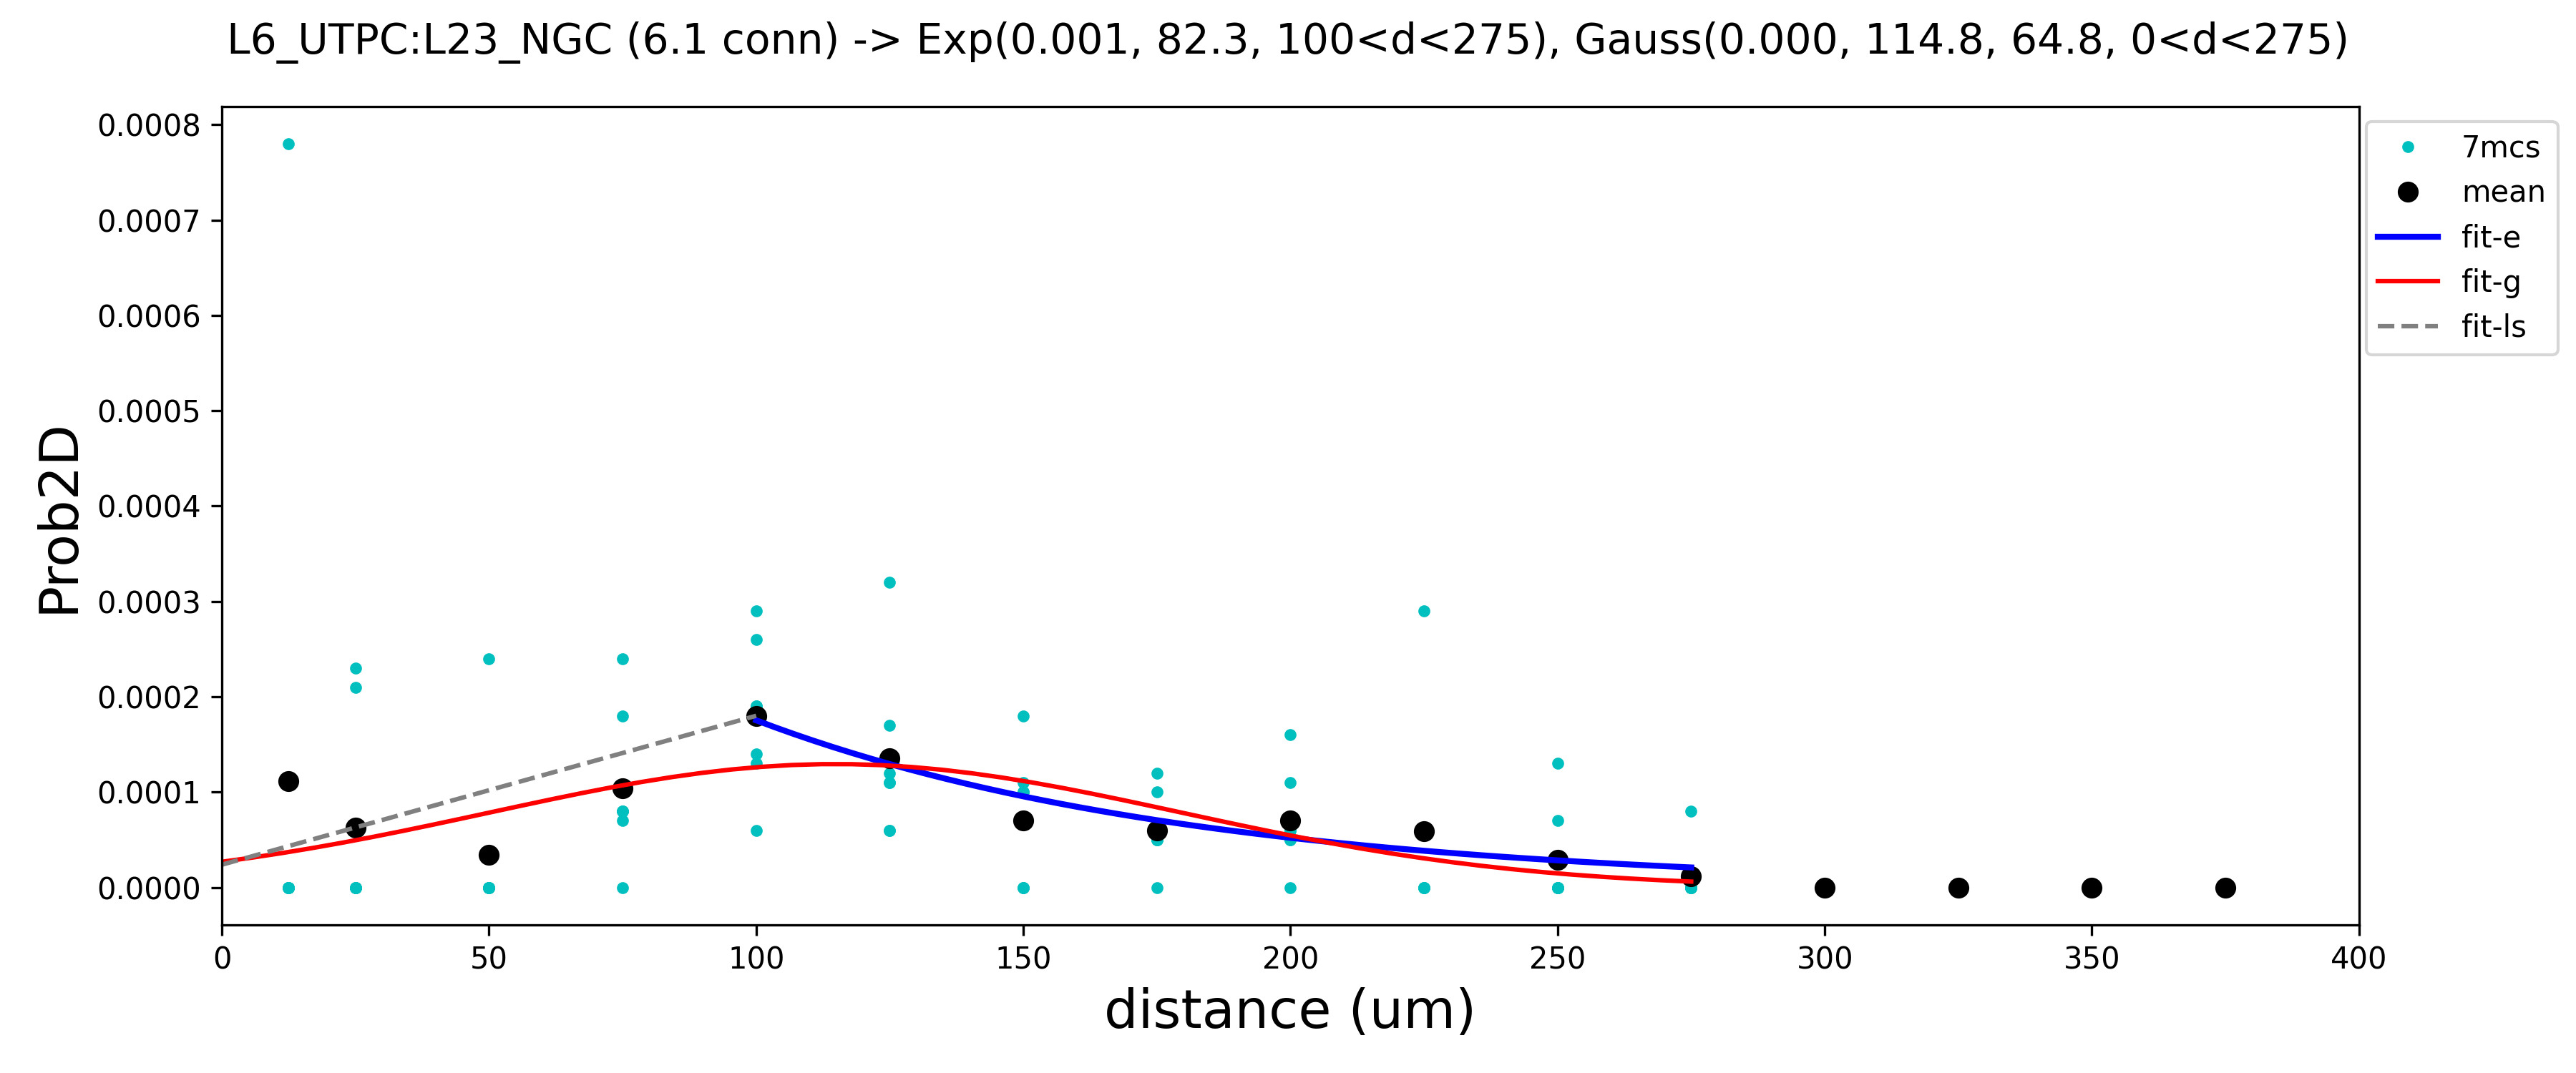 L6_UTPC:L23_NGC (6.1 conn) -> Exp(0.001, 82.3, 100<d<275), Gauss(0.000, 114.8, 64.8, 0<d<275)
0.0008
0.0007
0.0006
0.0005
0.0004
0.0003
0.0002
0.0001
0.0000
Prob2D
0 50 100 150 200 250 300 350 400
distance (um)
7mcs
mean
fit-e
fit-g
fit-ls